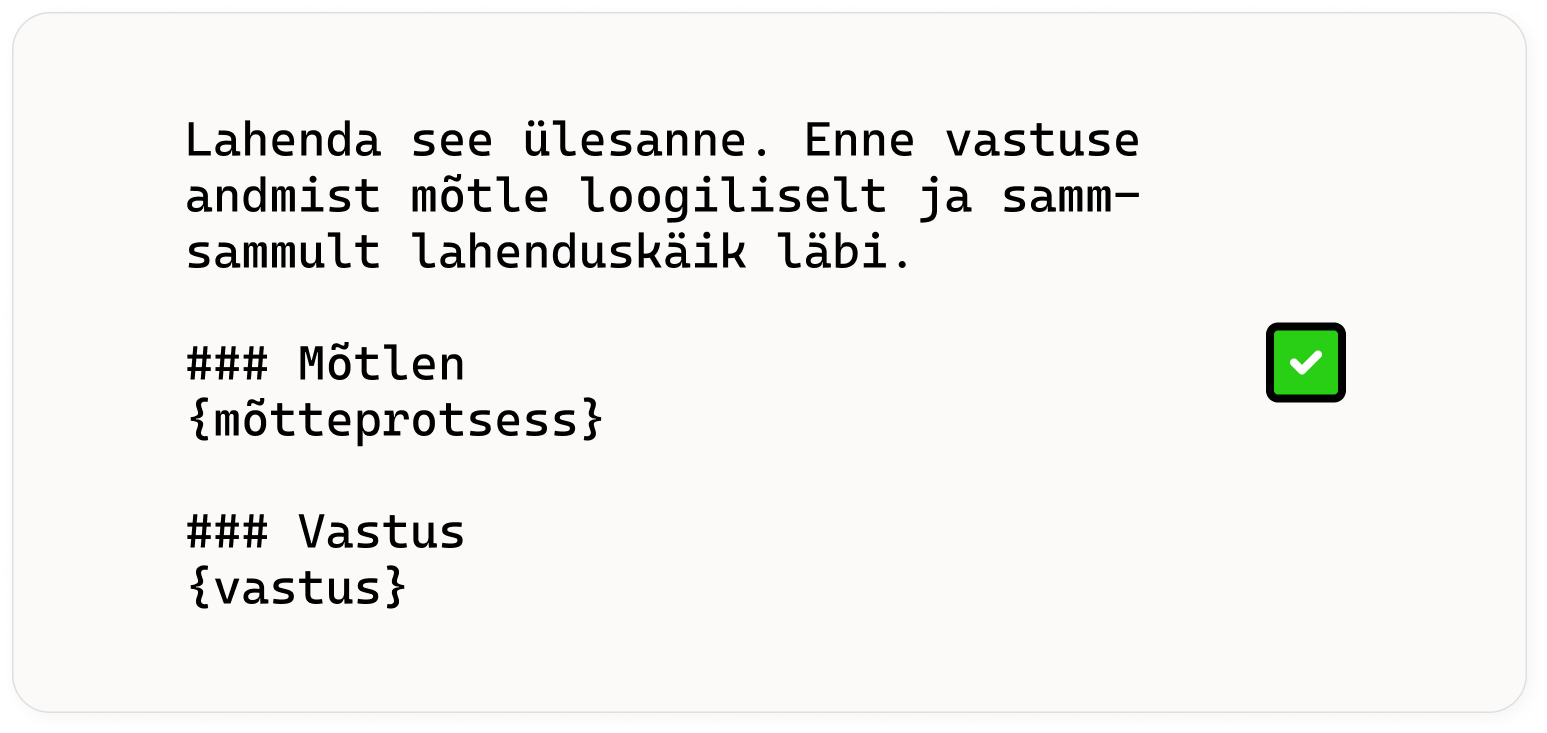 Lahenda see ülesanne. Enne vastuse
andmist mõtle loogiliselt ja samm-
sammult lahenduskäik läbi.
### Mõtlen
{mõtteprotsess}
### Vastus
{vastus}